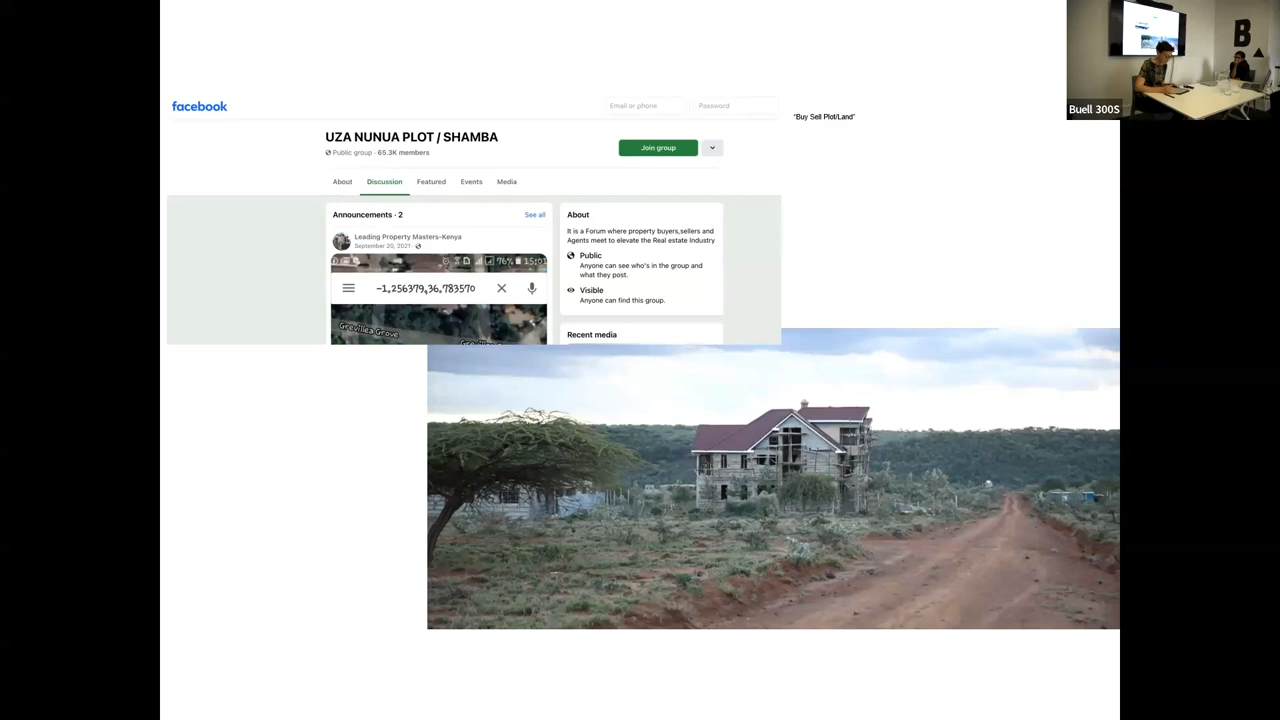 facebook
Email or phone
Password
"Buy Sell Plot/Land"
UZA NUNUA PLOT / SHAMBA
Public group · 65.3K members
Join group
About
Discussion
Featured
Events
Media
Announcements · 2
See all
Leading Property Masters-Kenya
September 20, 2021 ·
76% 15:01
-1.256379,36.783570
Grevillea Grove
About
It is a Forum where property buyers,sellers and
Agents meet to elevate the Real estate Industry
Public
Anyone can see who's in the group and
what they post.
Visible
Anyone can find this group.
Recent media
B
Buell 300S